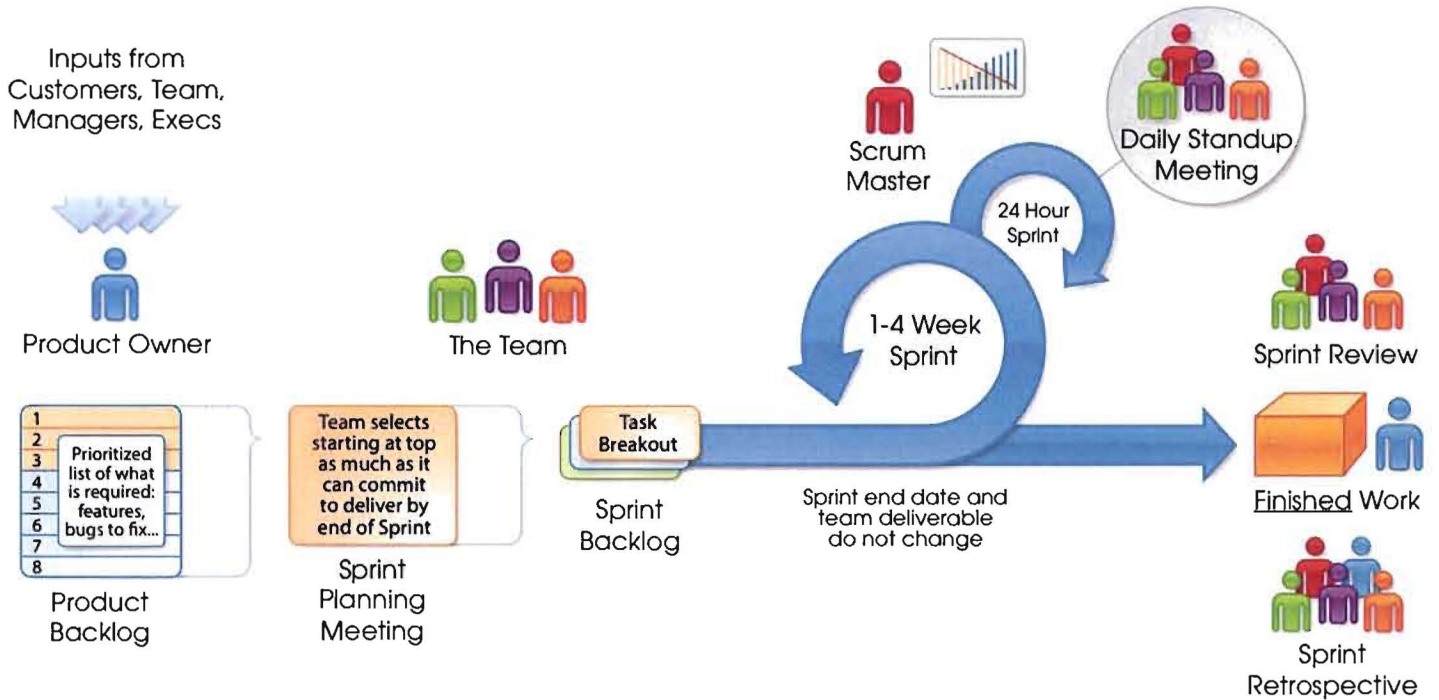 Inputs from
Customers, Team,
Managers, Execs
Product Owner
The Team
Scrum
Master
Daily Standup
Meeting
24 Hour
Sprint
1-4 Week
Sprint
Sprint Review
1
2
3
4
5
6
7
8
Prioritized
list of what
is required:
features,
bugs to fix...
Product
Backlog
Team selects
starting at top
as much as it
can commit
to deliver by
end of Sprint
Sprint
Planning
Meeting
Task
Breakout
Sprint
Backlog
Sprint end date and
team deliverable
do not change
Finished Work
Sprint
Retrospective